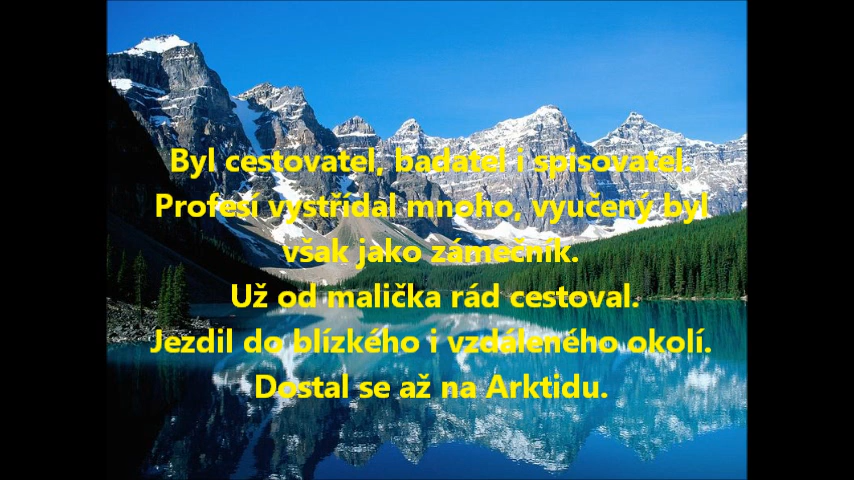 Byl cestovatel, badatel i spisovatel.
Profesí vystřídal mnoho, vyučený byl
však jako zámečník.
Už od malička rád cestoval.
Jezdil do blízkého i vzdáleného okolí.
Dostal se až na Arktidu.